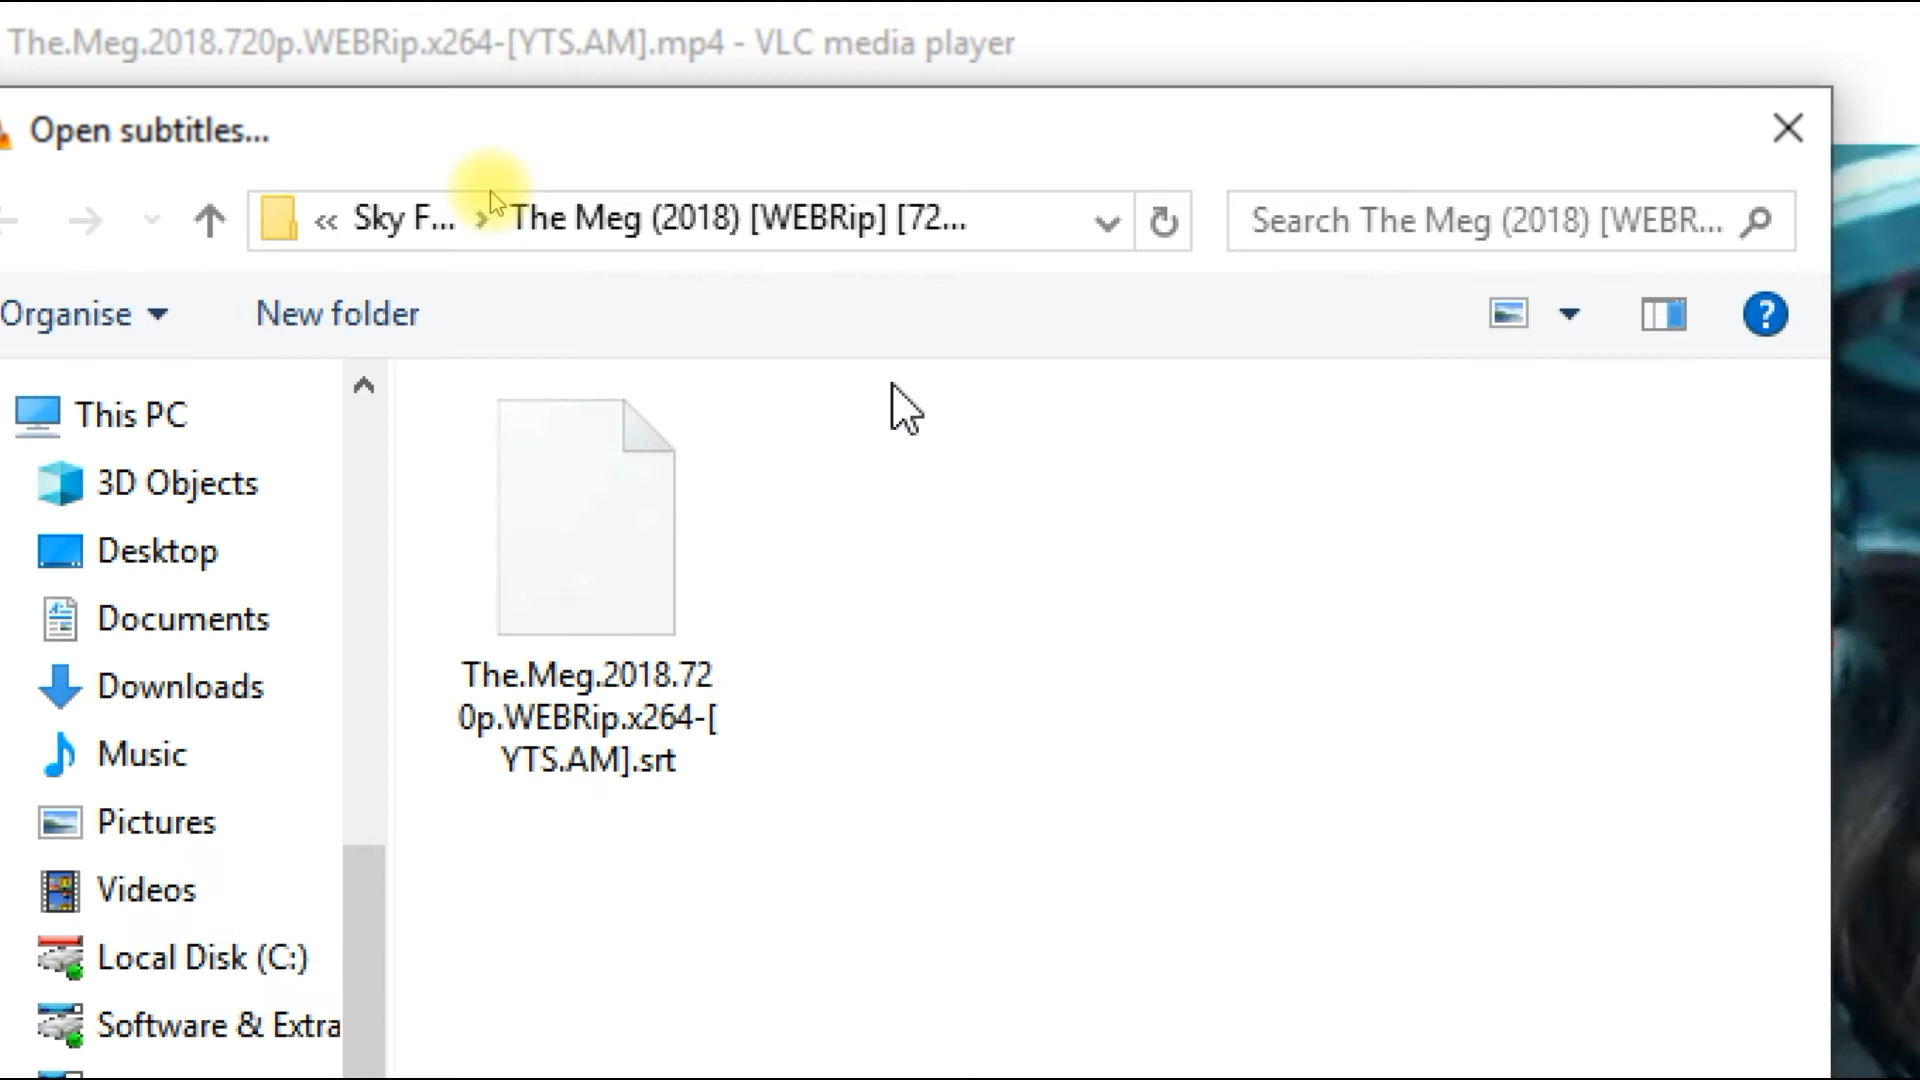 The.Meg.2018.720p.WEBRip.x264-[YTS.AM].mp4 - VLC media player
Open subtitles...
« Sky F... › The Meg (2018) [WEBRip] [72...
Search The Meg (2018) [WEBR...
Organise
New folder
?
This PC
3D Objects
Desktop
Documents
Downloads
Music
Pictures
Videos
Local Disk (C:)
Software & Extra
The.Meg.2018.72
0p.WEBRip.x264-[
YTS.AM].srt